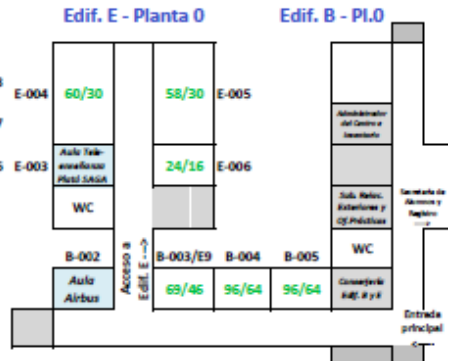 Edif. E - Planta 0
Edif. B - Pl.0
E-004
60/30
58/30
E-005
Administrador
del Centro e
Inventario
E-003
Aula Tele-
enseñanza
Plató SAGA
24/16
E-006
WC
Sub. Relac.
Exteriores y
Of. Prácticas
Secretaría de
Alumnos y
Registro
--->
B-002
Acceso a
Edif. E --->
B-003/E9
B-004
B-005
WC
Aula
Airbus
69/46
96/64
96/64
Conserjería
Edif. B y E
Entrada
principal
<---